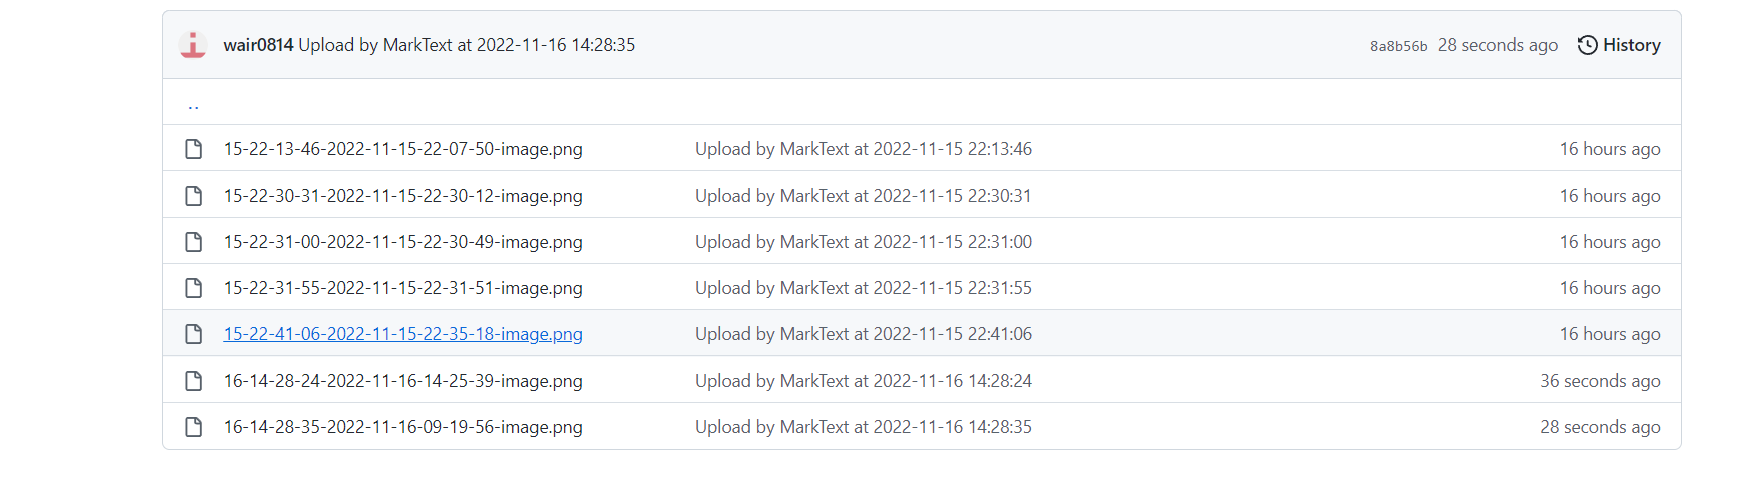 wair0814 Upload by MarkText at 2022-11-16 14:28:35 8a8b56b 28 seconds ago History
..
15-22-13-46-2022-11-15-22-07-50-image.png Upload by MarkText at 2022-11-15 22:13:46 16 hours ago
15-22-30-31-2022-11-15-22-30-12-image.png Upload by MarkText at 2022-11-15 22:30:31 16 hours ago
15-22-31-00-2022-11-15-22-30-49-image.png Upload by MarkText at 2022-11-15 22:31:00 16 hours ago
15-22-31-55-2022-11-15-22-31-51-image.png Upload by MarkText at 2022-11-15 22:31:55 16 hours ago
15-22-41-06-2022-11-15-22-35-18-image.png Upload by MarkText at 2022-11-15 22:41:06 16 hours ago
16-14-28-24-2022-11-16-14-25-39-image.png Upload by MarkText at 2022-11-16 14:28:24 36 seconds ago
16-14-28-35-2022-11-16-09-19-56-image.png Upload by MarkText at 2022-11-16 14:28:35 28 seconds ago